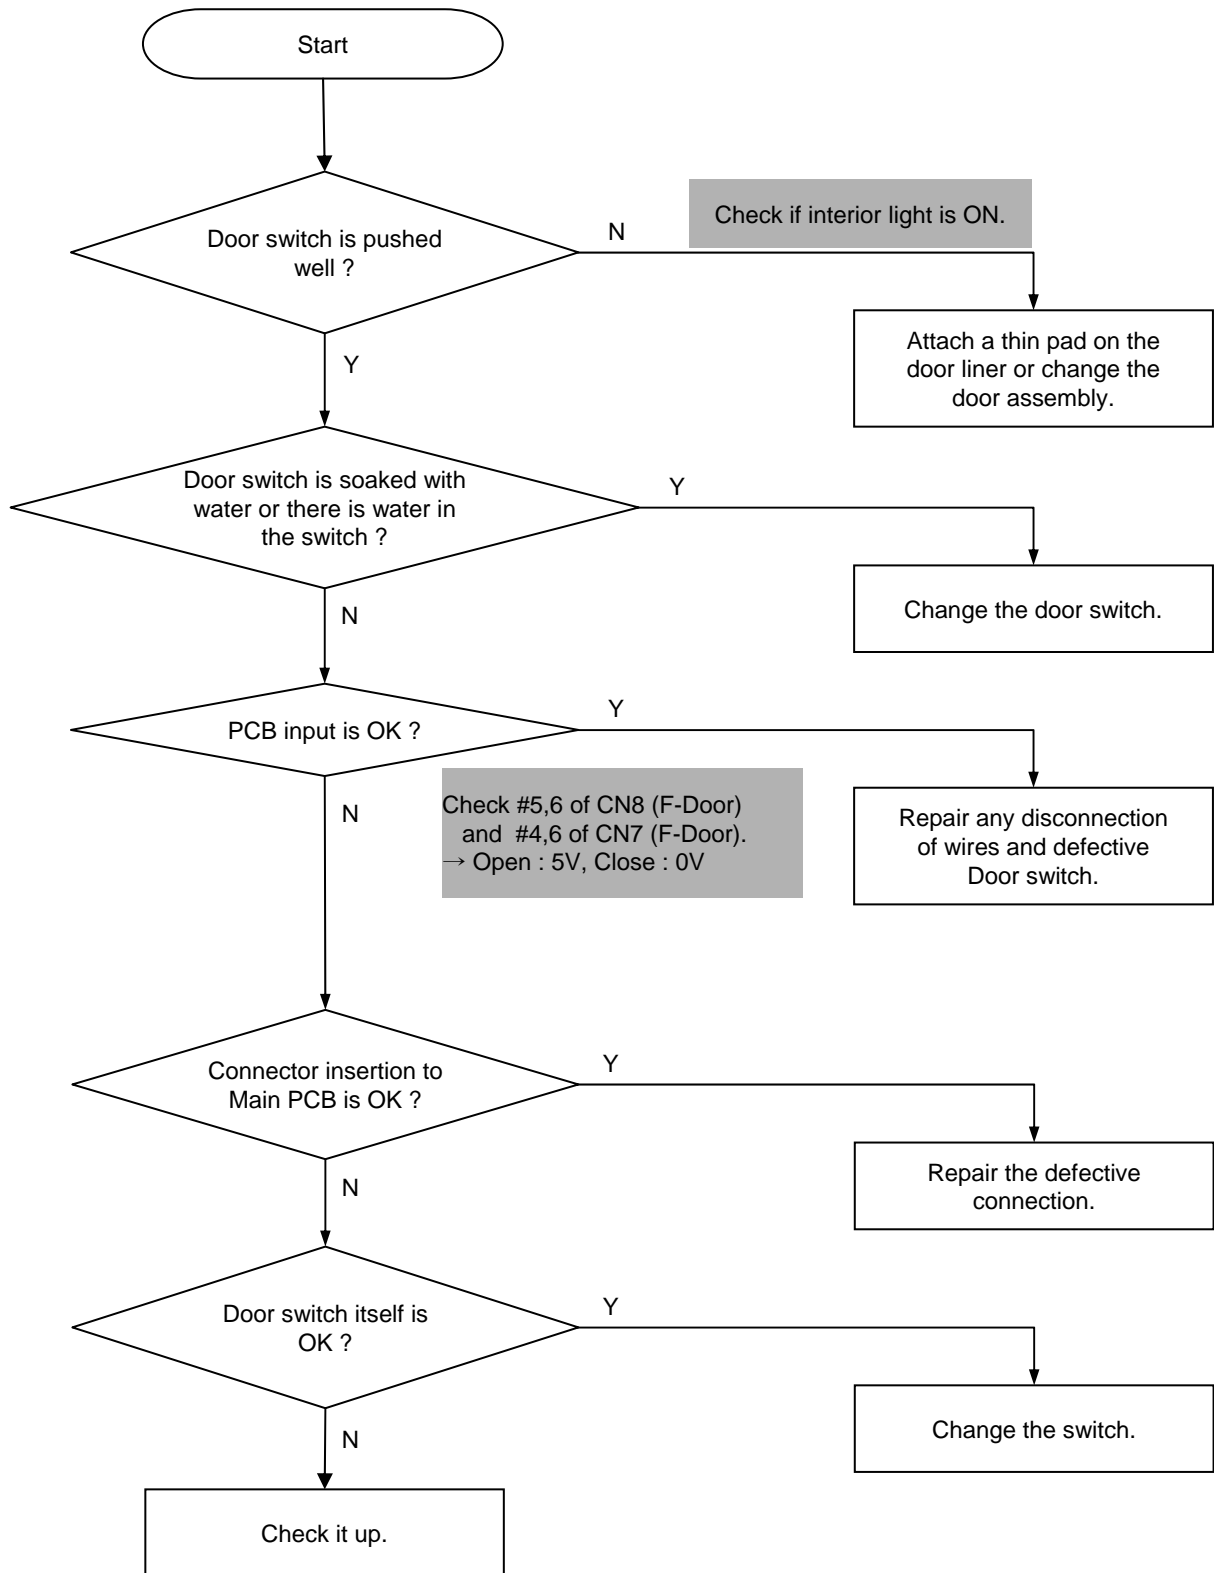 Start
Door switch is pushed
well ?
N
Check if interior light is ON.
Attach a thin pad on the
door liner or change the
door assembly.
Y
Door switch is soaked with
water or there is water in
the switch ?
Y
Change the door switch.
N
PCB input is OK ?
Y
Repair any disconnection
of wires and defective
Door switch.
N
Check #5,6 of CN8 (F-Door)
and #4,6 of CN7 (F-Door).
→ Open : 5V, Close : 0V
Connector insertion to
Main PCB is OK ?
Y
Repair the defective
connection.
N
Door switch itself is
OK ?
Y
Change the switch.
N
Check it up.